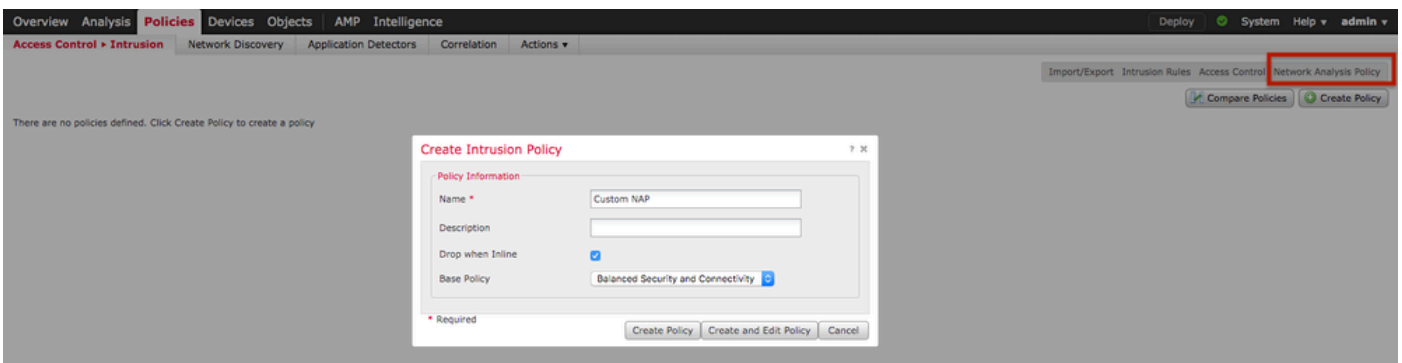 Overview Analysis Policies Devices Objects AMP Intelligence Deploy System Help ▾ admin ▾
Access Control ▸ Intrusion Network Discovery Application Detectors Correlation Actions ▾
Import/Export Intrusion Rules Access Control Network Analysis Policy
Compare Policies Create Policy
There are no policies defined. Click Create Policy to create a policy
Create Intrusion Policy ? ×
Policy Information
Name * Custom NAP
Description
Drop when Inline
Base Policy Balanced Security and Connectivity
* Required
Create Policy Create and Edit Policy Cancel